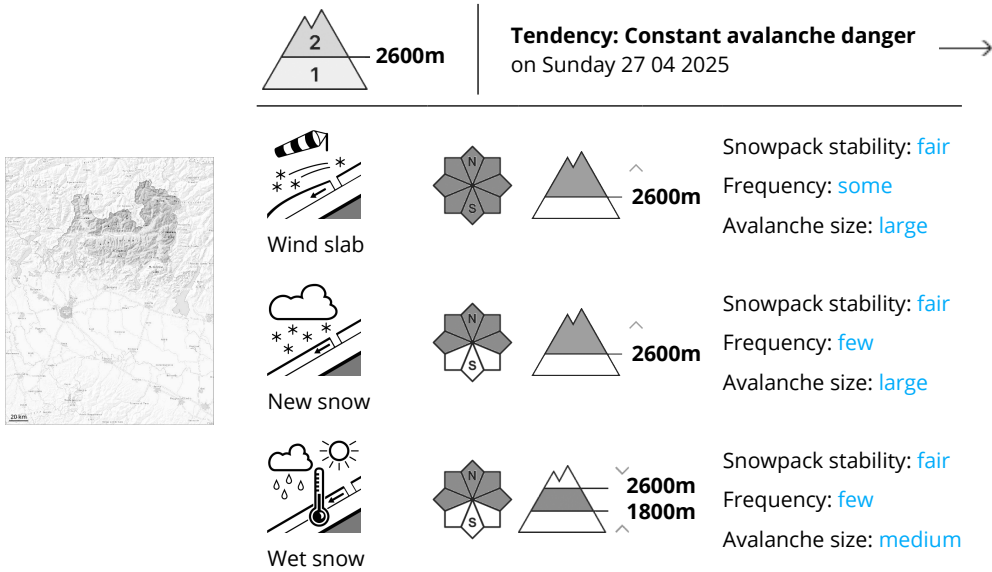 2
1
2600m
Tendency: Constant avalanche danger
on Sunday 27 04 2025
20 km
N
S
2600m
Wind slab
Snowpack stability: fair
Frequency: some
Avalanche size: large
N
S
2600m
New snow
Snowpack stability: fair
Frequency: few
Avalanche size: large
N
S
2600m
1800m
Wet snow
Snowpack stability: fair
Frequency: few
Avalanche size: medium